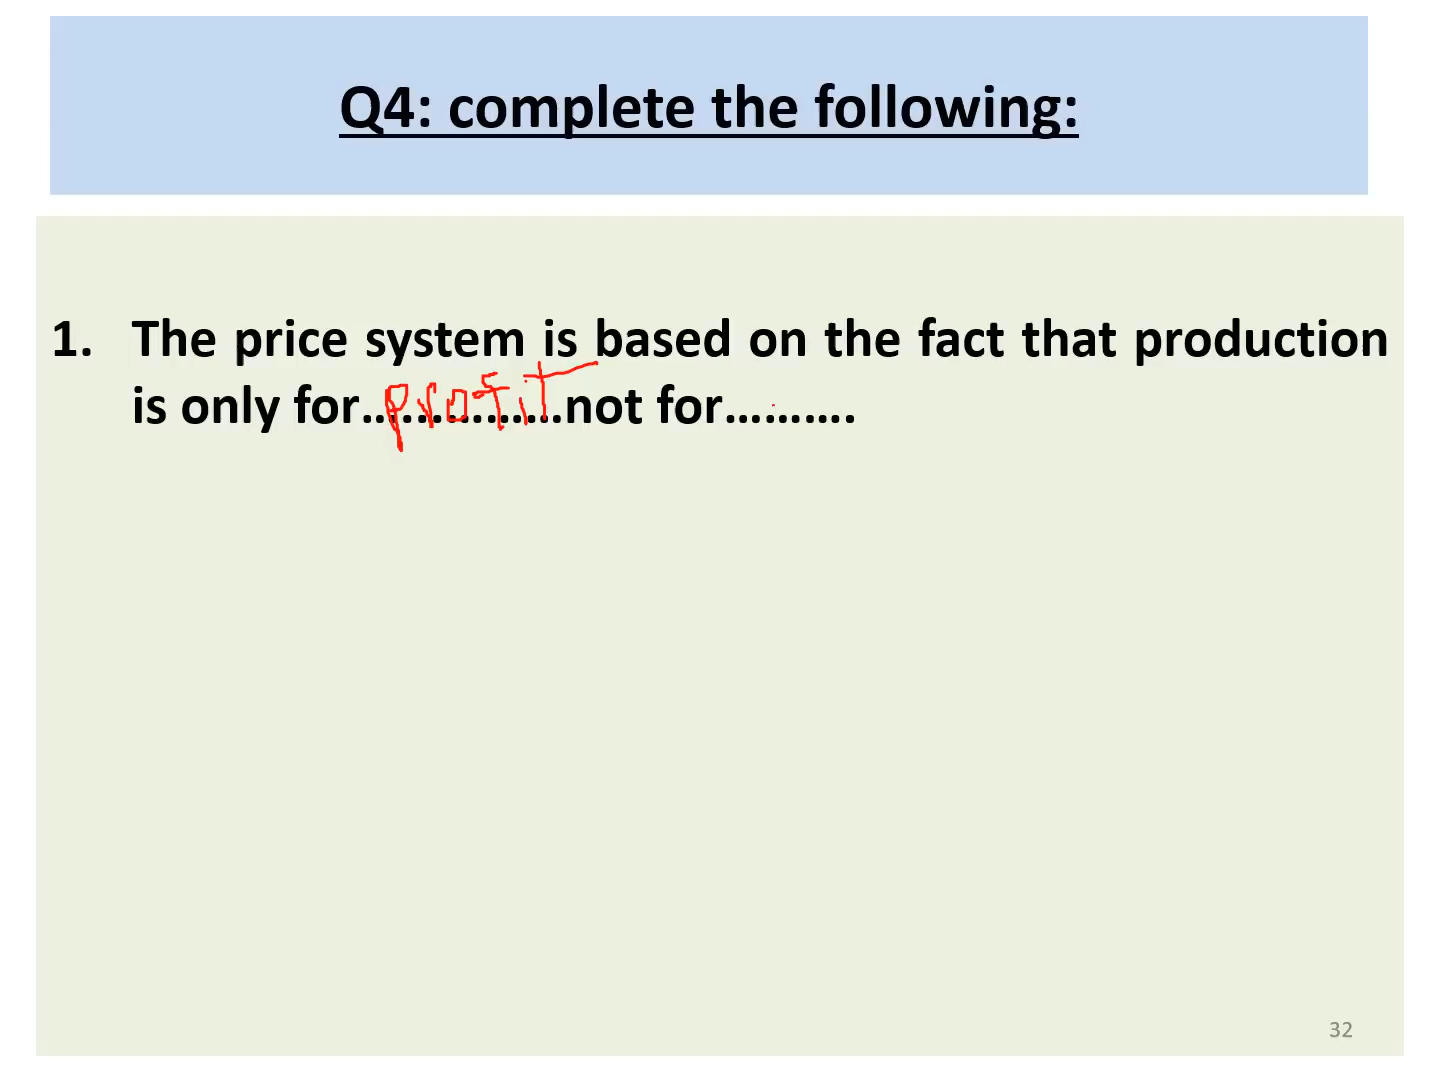 Q4: complete the following:
1. The price system is based on the fact that production
is only for……………profit not for……….
32